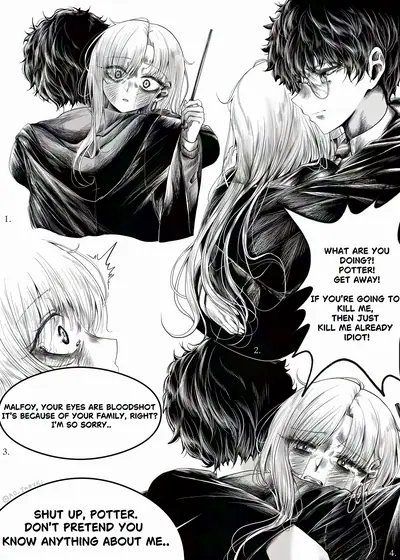 1.
WHAT ARE YOU
DOING?!
POTTER!
GET AWAY!
IF YOU'RE GOING TO
KILL ME,
THEN JUST
KILL ME ALREADY
IDIOT!
2.
MALFOY, YOUR EYES ARE BLOODSHOT
IT'S BECAUSE OF YOUR FAMILY, RIGHT?
I'M SO SORRY..
3.
SHUT UP, POTTER.
DON'T PRETEND YOU
KNOW ANYTHING ABOUT ME..
4.